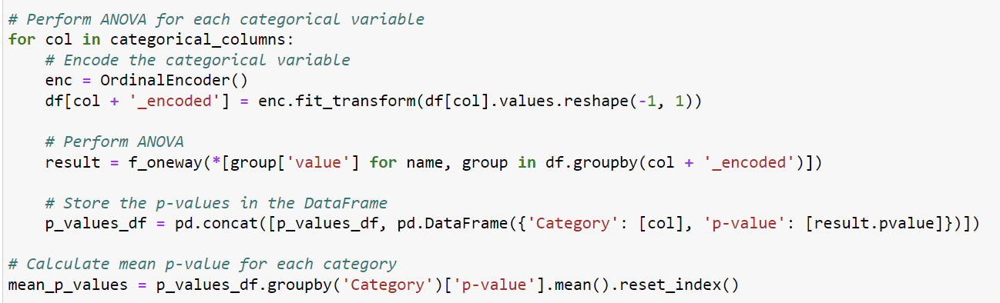 # Perform ANOVA for each categorical variable
for col in categorical_columns:
    # Encode the categorical variable
    enc = OrdinalEncoder()
    df[col + '_encoded'] = enc.fit_transform(df[col].values.reshape(-1, 1))

    # Perform ANOVA
    result = f_oneway(*[group['value'] for name, group in df.groupby(col + '_encoded')])

    # Store the p-values in the DataFrame
    p_values_df = pd.concat([p_values_df, pd.DataFrame({'Category': [col], 'p-value': [result.pvalue]})])

# Calculate mean p-value for each category
mean_p_values = p_values_df.groupby('Category')['p-value'].mean().reset_index()